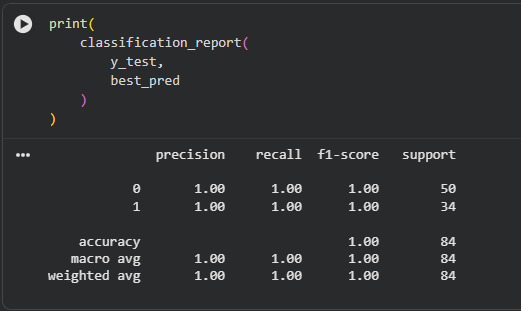 print(
    classification_report(
        y_test,
        best_pred
    )
)
precision recall f1-score support
0 1.00 1.00 1.00 50
1 1.00 1.00 1.00 34
accuracy 1.00 84
macro avg 1.00 1.00 1.00 84
weighted avg 1.00 1.00 1.00 84